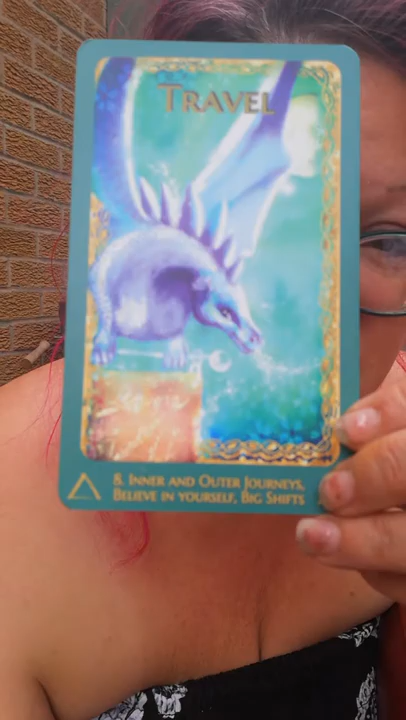 TRAVEL
8. INNER AND OUTER JOURNEYS,
BELIEVE IN YOURSELF, BIG SHIFTS